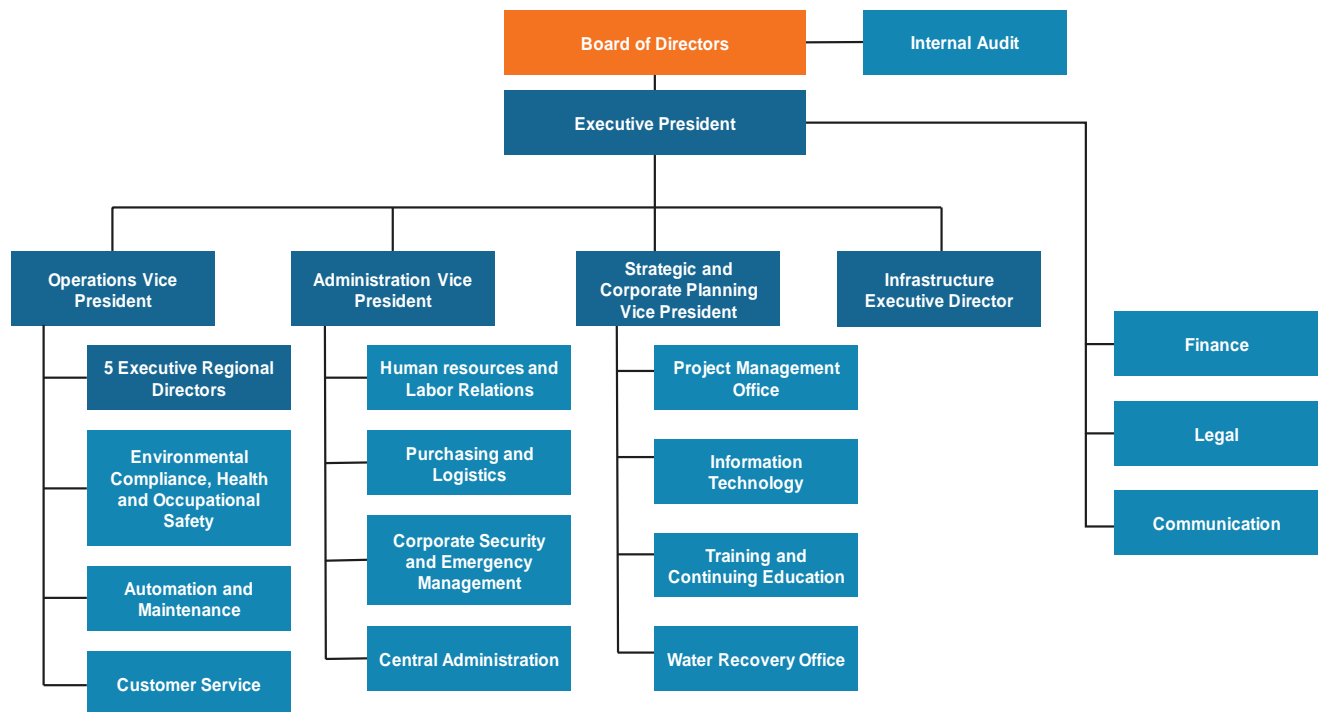 Board of Directors
Internal Audit
Executive President
Operations Vice
President
Administration Vice
President
Strategic and
Corporate Planning
Vice President
Infrastructure
Executive Director
5 Executive Regional
Directors
Environmental
Compliance, Health
and Occupational
Safety
Automation and
Maintenance
Customer Service
Human resources and
Labor Relations
Purchasing and
Logistics
Corporate Security
and Emergency
Management
Central Administration
Project Management
Office
Information
Technology
Training and
Continuing Education
Water Recovery Office
Finance
Legal
Communication